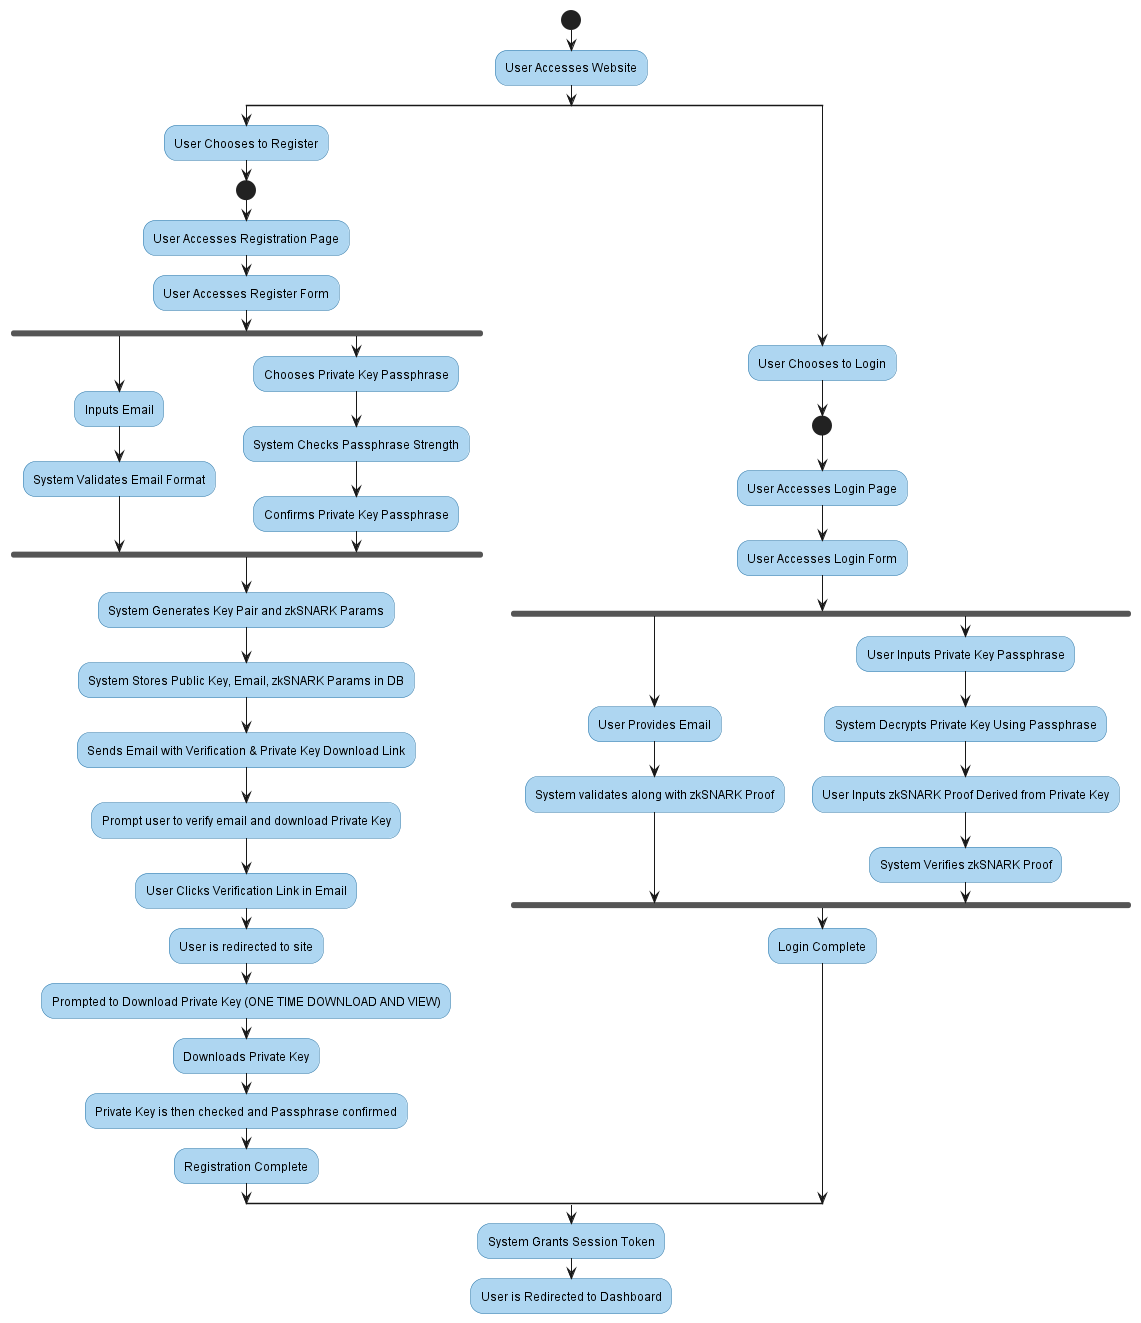 User Accesses Website
User Chooses to Register
User Accesses Registration Page
User Accesses Register Form
Inputs Email
System Validates Email Format
Chooses Private Key Passphrase
System Checks Passphrase Strength
Confirms Private Key Passphrase
System Generates Key Pair and zkSNARK Params
System Stores Public Key, Email, zkSNARK Params in DB
Sends Email with Verification & Private Key Download Link
Prompt user to verify email and download Private Key
User Clicks Verification Link in Email
User is redirected to site
Prompted to Download Private Key (ONE TIME DOWNLOAD AND VIEW)
Downloads Private Key
Private Key is then checked and Passphrase confirmed
Registration Complete
User Chooses to Login
User Accesses Login Page
User Accesses Login Form
User Provides Email
System validates along with zkSNARK Proof
User Inputs Private Key Passphrase
System Decrypts Private Key Using Passphrase
User Inputs zkSNARK Proof Derived from Private Key
System Verifies zkSNARK Proof
Login Complete
System Grants Session Token
User is Redirected to Dashboard